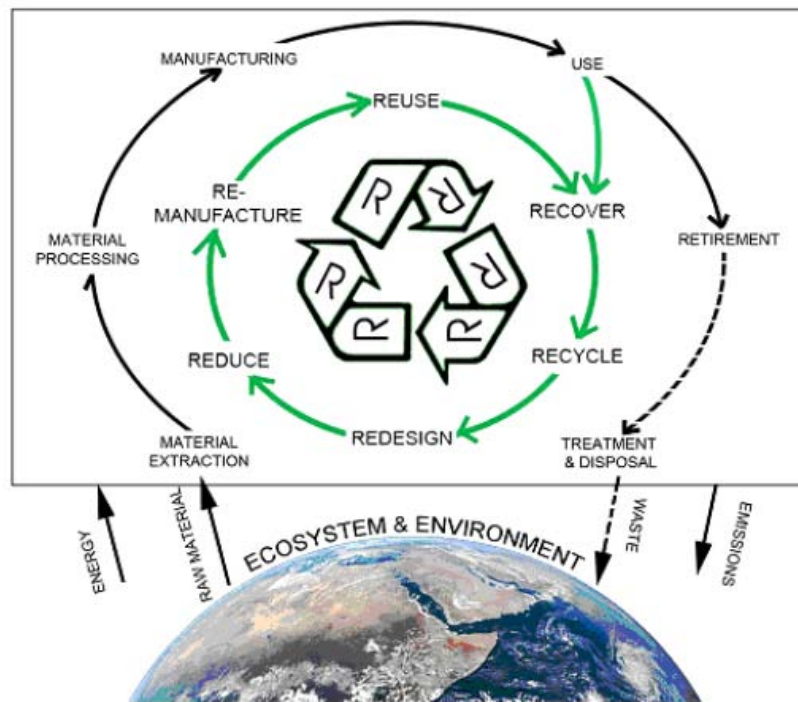 MANUFACTURING
USE
REUSE
RE-
MANUFACTURE
RECOVER
MATERIAL
PROCESSING
RETIREMENT
REDUCE
RECYCLE
REDESIGN
MATERIAL
EXTRACTION
TREATMENT
& DISPOSAL
R
R
R
R
R
R
ENERGY
RAW MATERIAL
ECOSYSTEM & ENVIRONMENT
WASTE
EMISSIONS